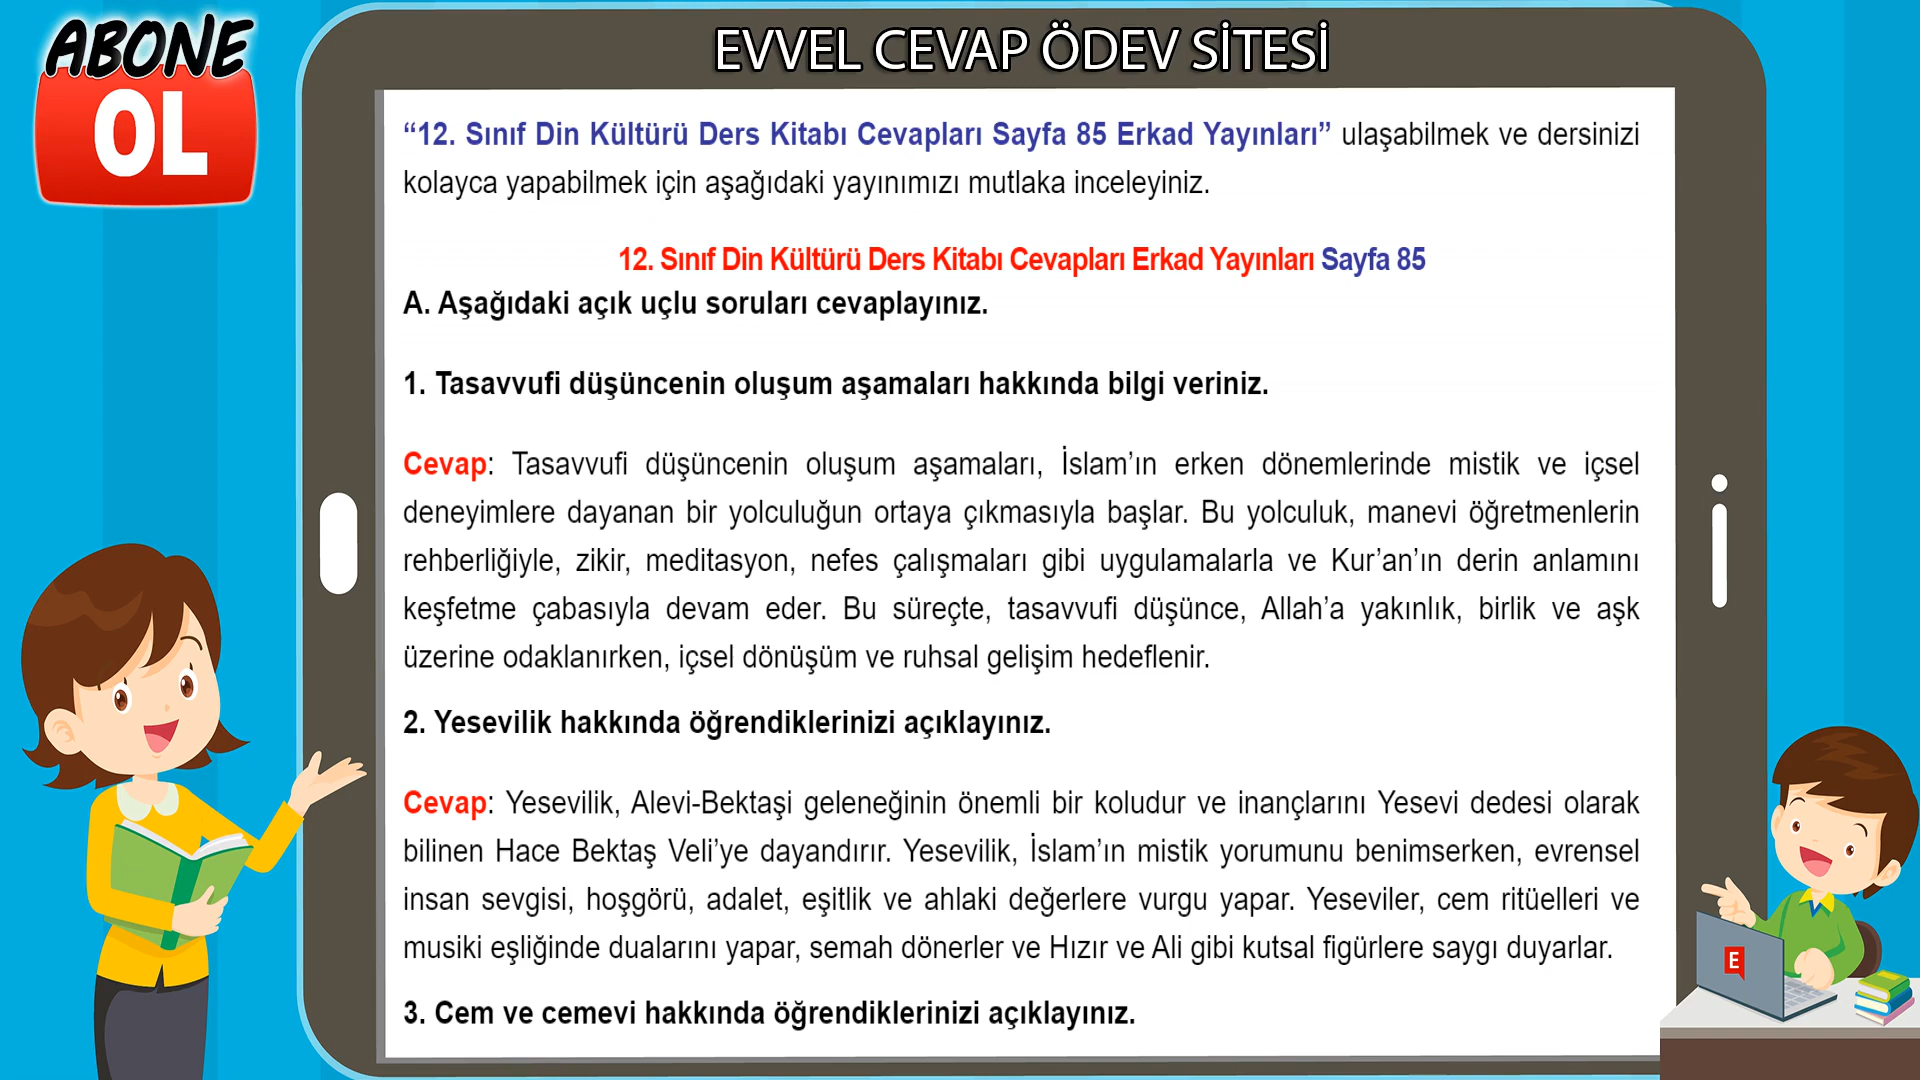 ABONE
OL
EVVEL CEVAP ÖDEV SİTESİ
“12. Sınıf Din Kültürü Ders Kitabı Cevapları Sayfa 85 Erkad Yayınları” ulaşabilmek ve dersinizi
kolayca yapabilmek için aşağıdaki yayınımızı mutlaka inceleyiniz.
12. Sınıf Din Kültürü Ders Kitabı Cevapları Erkad Yayınları Sayfa 85
A. Aşağıdaki açık uçlu soruları cevaplayınız.
1. Tasavvufi düşüncenin oluşum aşamaları hakkında bilgi veriniz.
Cevap: Tasavvufi düşüncenin oluşum aşamaları, İslam’ın erken dönemlerinde mistik ve içsel
deneyimlere dayanan bir yolculuğun ortaya çıkmasıyla başlar. Bu yolculuk, manevi öğretmenlerin
rehberliğiyle, zikir, meditasyon, nefes çalışmaları gibi uygulamalarla ve Kur’an’ın derin anlamını
keşfetme çabasıyla devam eder. Bu süreçte, tasavvufi düşünce, Allah’a yakınlık, birlik ve aşk
üzerine odaklanırken, içsel dönüşüm ve ruhsal gelişim hedeflenir.
2. Yesevilik hakkında öğrendiklerinizi açıklayınız.
Cevap: Yesevilik, Alevi-Bektaşi geleneğinin önemli bir koludur ve inançlarını Yesevi dedesi olarak
bilinen Hace Bektaş Veli’ye dayandırır. Yesevilik, İslam’ın mistik yorumunu benimserken, evrensel
insan sevgisi, hoşgörü, adalet, eşitlik ve ahlaki değerlere vurgu yapar. Yeseviler, cem ritüelleri ve
musiki eşliğinde dualarını yapar, semah dönerler ve Hızır ve Ali gibi kutsal figürlere saygı duyarlar.
3. Cem ve cemevi hakkında öğrendiklerinizi açıklayınız.
E